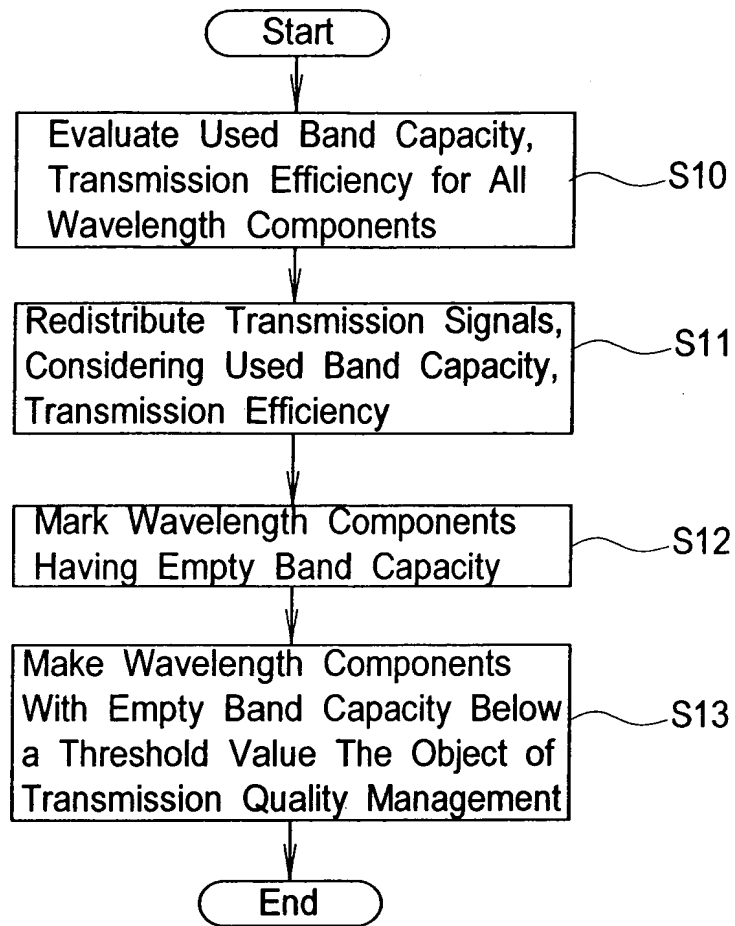 Start
Evaluate Used Band Capacity,
Transmission Efficiency for All
Wavelength Components
S10
Redistribute Transmission Signals,
Considering Used Band Capacity,
Transmission Efficiency
S11
Mark Wavelength Components
Having Empty Band Capacity
S12
Make Wavelength Components
With Empty Band Capacity Below
a Threshold Value The Object of
Transmission Quality Management
S13
End